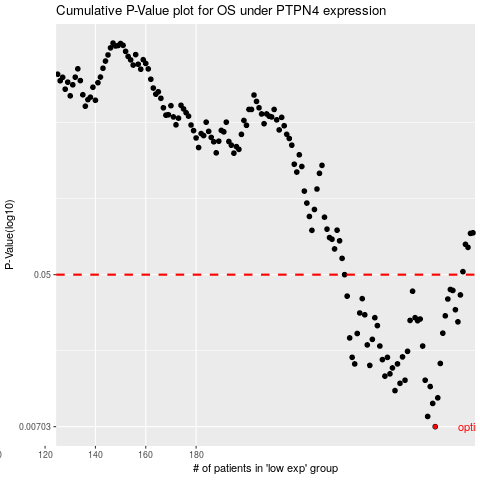 Cumulative P-Value plot for OS under PTPN4 expression
P-Value(log10)
0.05
0.00703
opti
0
120
140
160
180
# of patients in 'low exp' group